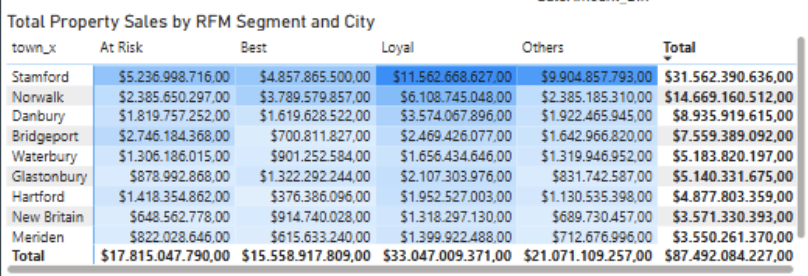 Total Property Sales by RFM Segment and City
town_x At Risk Best Loyal Others Total
Stamford $5.236.998.716,00 $4.857.865.500,00 $11.562.668.627,00 $9.904.857.793,00 $31.562.390.636,00
Norwalk $2.385.650.297,00 $3.789.579.857,00 $6.108.745.048,00 $2.385.185.310,00 $14.669.160.512,00
Danbury $1.819.757.252,00 $1.619.628.522,00 $3.574.067.896,00 $1.922.465.945,00 $8.935.919.615,00
Bridgeport $2.746.184.368,00 $700.811.827,00 $2.469.426.077,00 $1.642.966.820,00 $7.559.389.092,00
Waterbury $1.306.186.015,00 $901.252.584,00 $1.656.434.646,00 $1.319.946.952,00 $5.183.820.197,00
Glastonbury $878.992.868,00 $1.322.292.244,00 $2.107.303.976,00 $831.742.587,00 $5.140.331.675,00
Hartford $1.418.354.862,00 $376.386.096,00 $1.952.527.003,00 $1.130.535.398,00 $4.877.803.359,00
New Britain $648.562.778,00 $914.740.028,00 $1.318.297.130,00 $689.730.457,00 $3.571.330.393,00
Meriden $822.028.646,00 $615.633.240,00 $1.399.922.488,00 $712.676.996,00 $3.550.261.370,00
Total $17.815.047.790,00 $15.558.917.809,00 $33.047.009.371,00 $21.071.109.257,00 $87.492.084.227,00